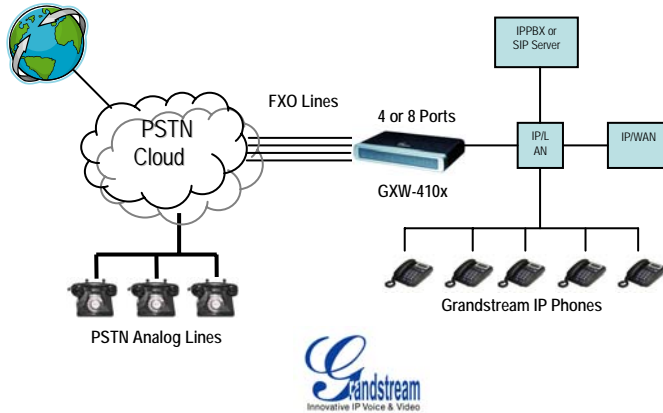 IPPBX or
SIP Server
FXO Lines
4 or 8 Ports
PSTN
Cloud
IP/L
AN
IP/WAN
GXW-410x
Grandstream IP Phones
PSTN Analog Lines
Grandstream
Innovative IP Voice & Video